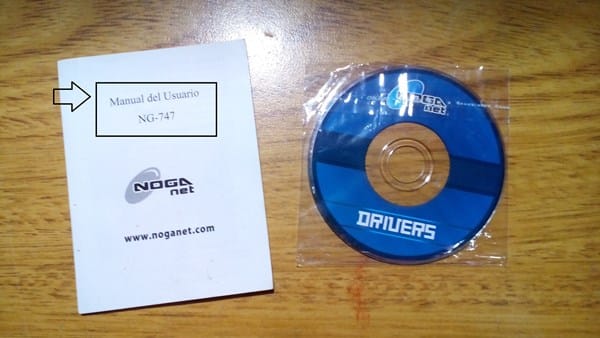 Manual del Usuario
NG-747
NOGA
net
www.noganet.com
NOGA
net
DRIVERS